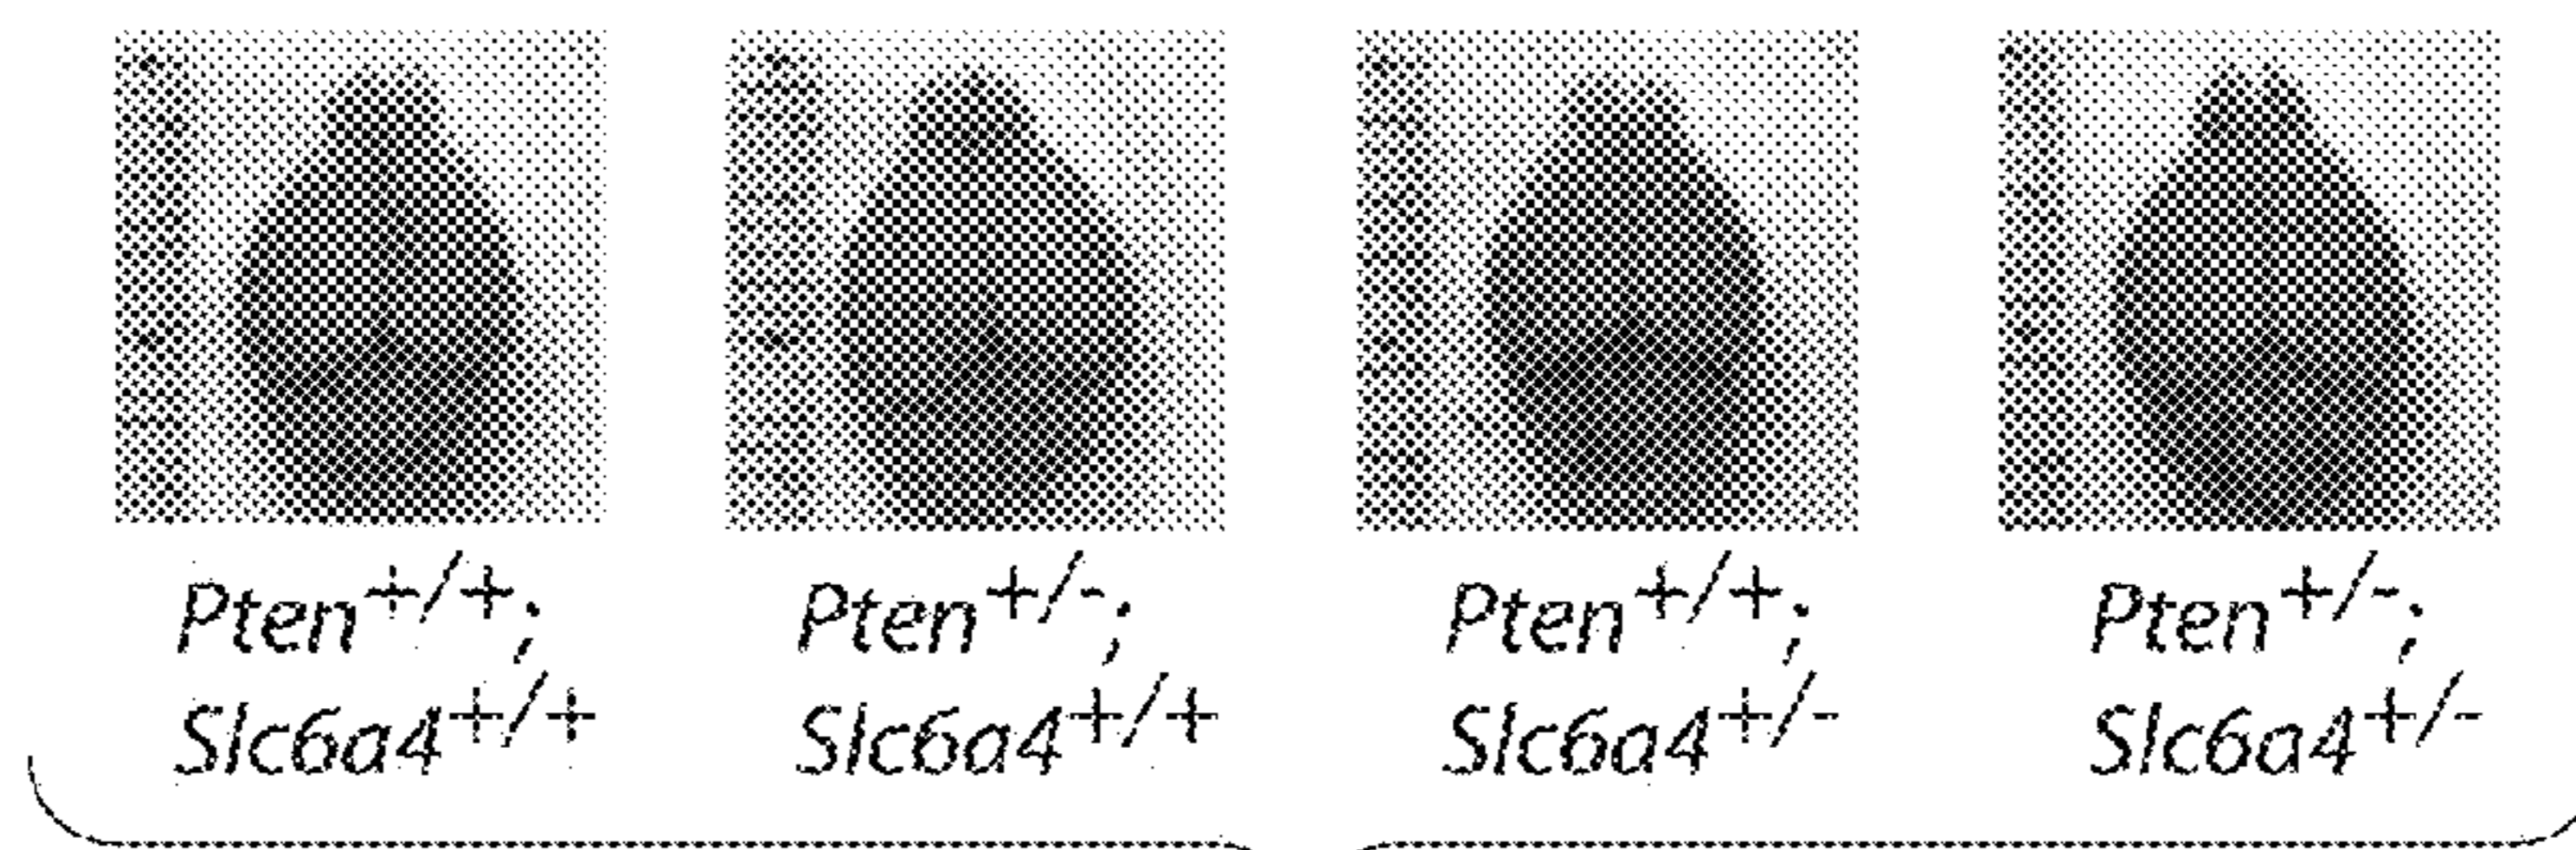 Pten+/+; Pten+/-; Pten+/+; Pten+/-;
Slc6a4+/+ Slc6a4+/+ Slc6a4+/- Slc6a4+/-